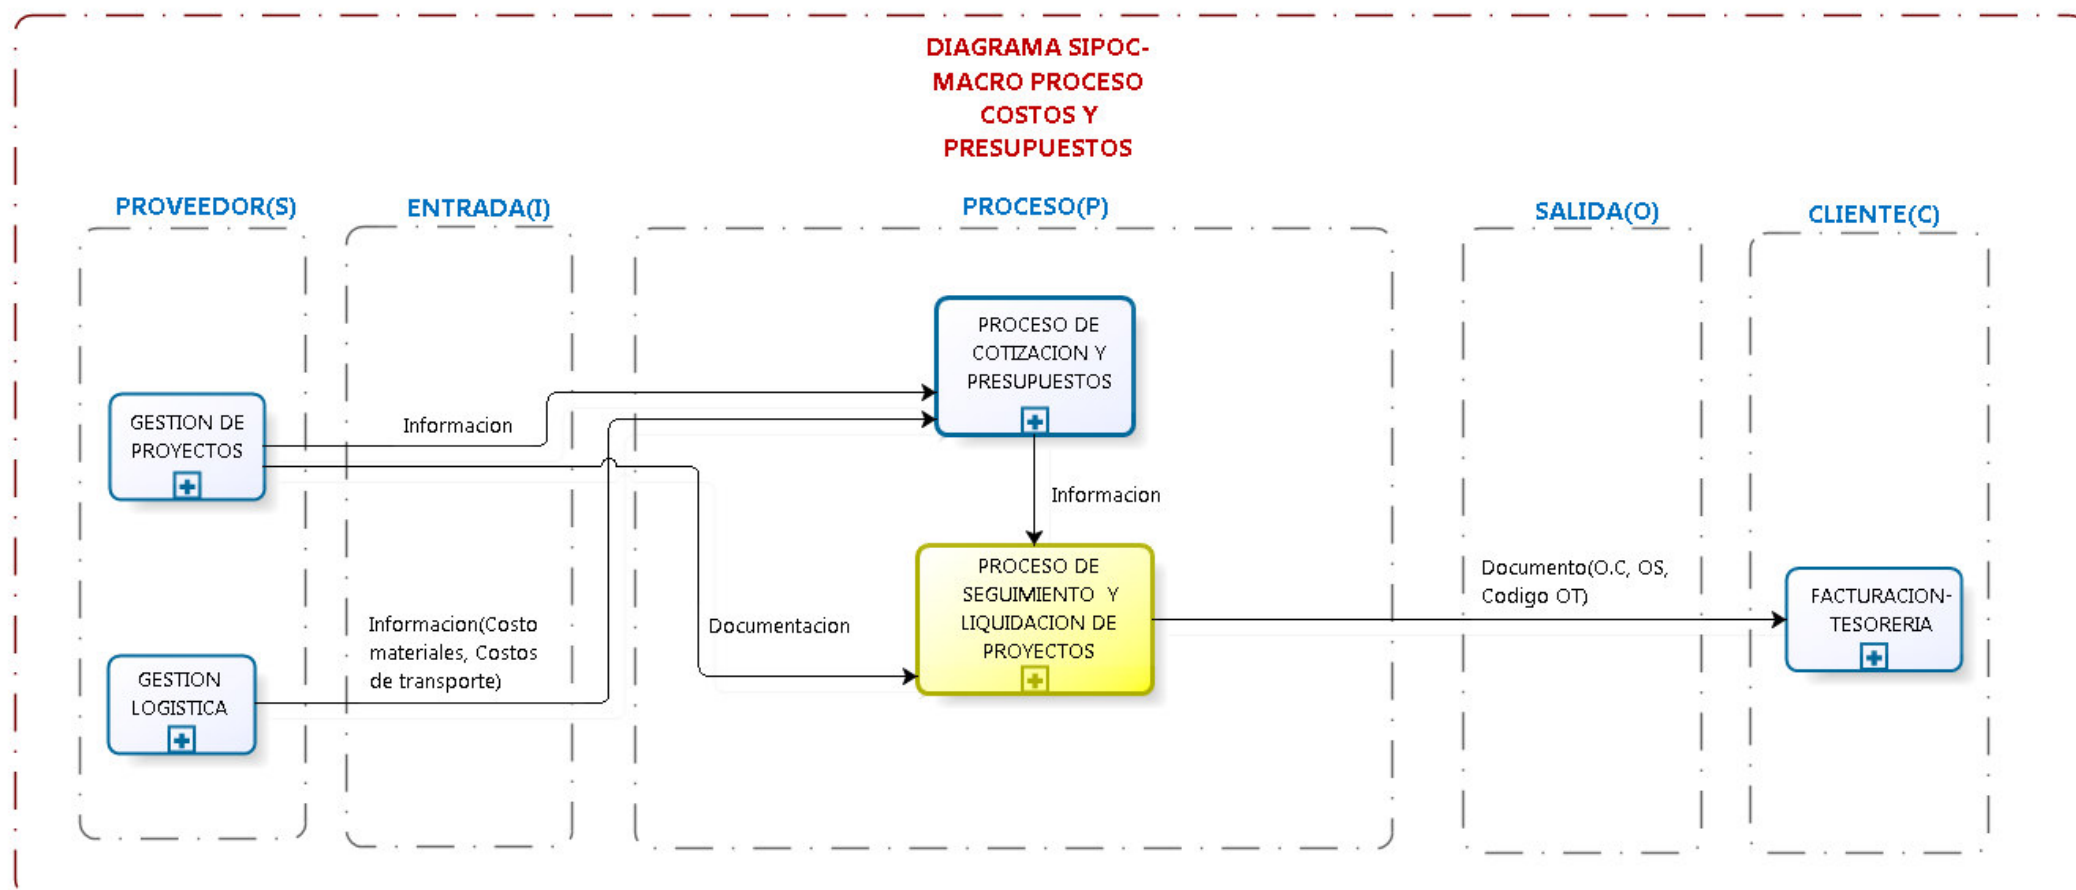 DIAGRAMA SIPOC-
MACRO PROCESO
COSTOS Y
PRESUPUESTOS
PROVEEDOR(S)
ENTRADA(I)
PROCESO(P)
SALIDA(O)
CLIENTE(C)
GESTION DE
PROYECTOS
Informacion
PROCESO DE
COTIZACION Y
PRESUPUESTOS
Informacion
GESTION
LOGISTICA
Informacion(Costo
materiales, Costos
de transporte)
Documentacion
PROCESO DE
SEGUIMIENTO Y
LIQUIDACION DE
PROYECTOS
Documento(O.C, OS,
Codigo OT)
FACTURACION-
TESORERIA